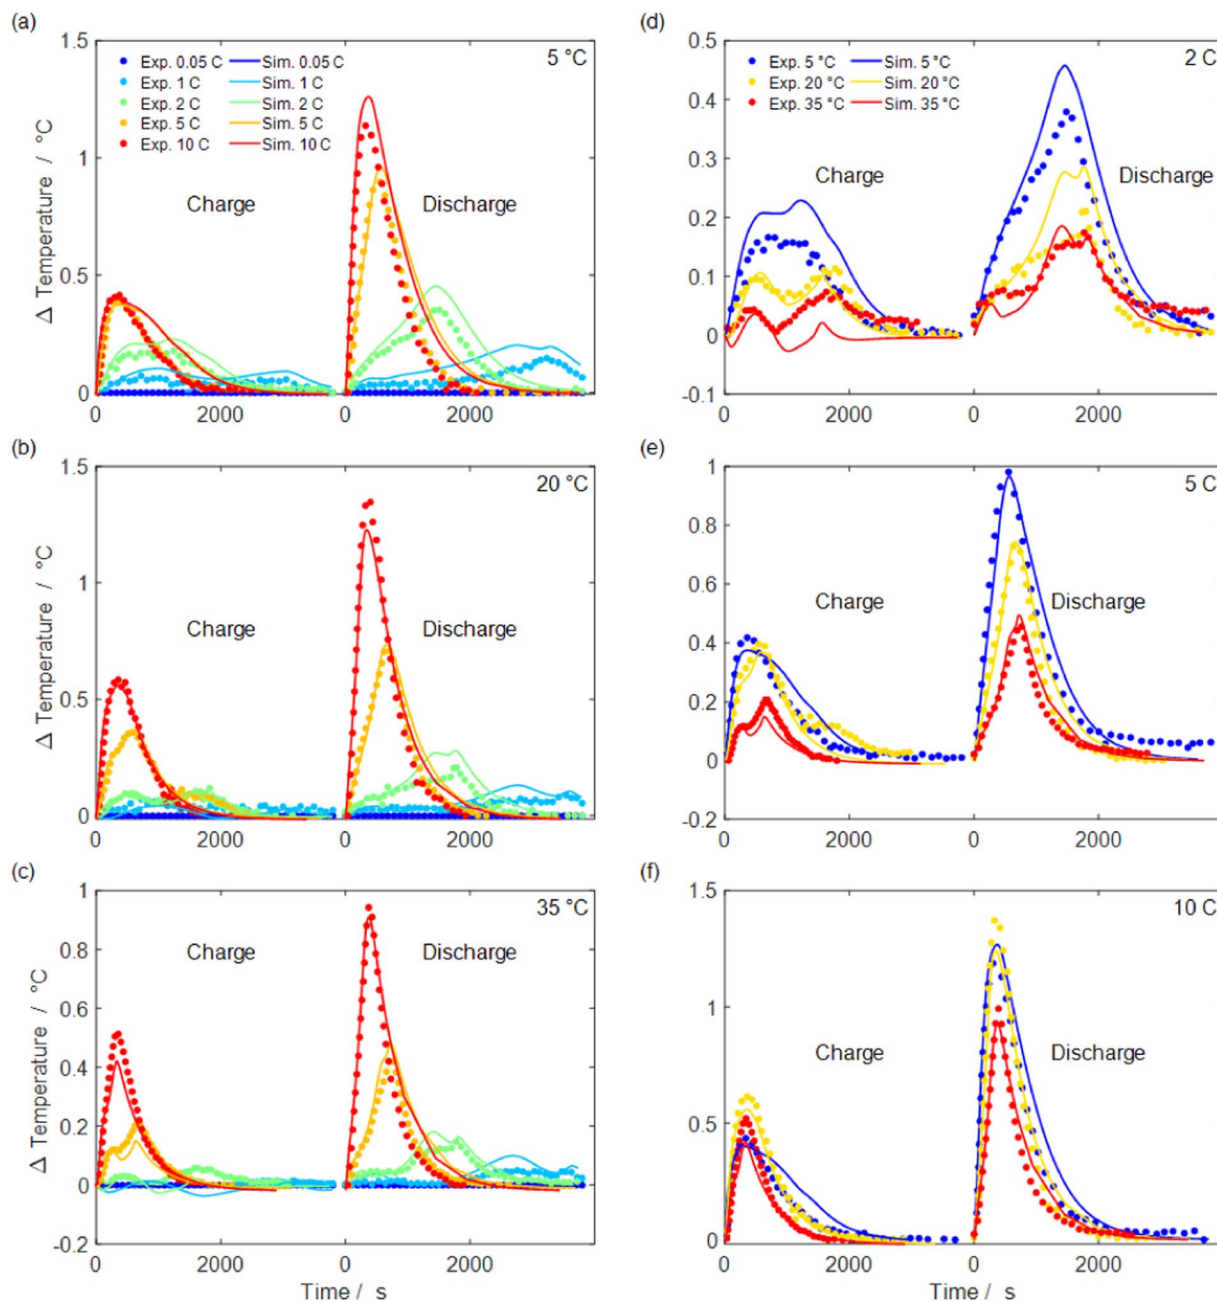 (a)
1.5
1
0.5
0
Δ Temperature / °C
5 °C
Exp. 0.05 C Sim. 0.05 C
Exp. 1 C Sim. 1 C
Exp. 2 C Sim. 2 C
Exp. 5 C Sim. 5 C
Exp. 10 C Sim. 10 C
Charge Discharge
0 2000 0 2000
(d)
0.5
0.4
0.3
0.2
0.1
0
-0.1
2 C
Exp. 5 °C Sim. 5 °C
Exp. 20 °C Sim. 20 °C
Exp. 35 °C Sim. 35 °C
Charge Discharge
0 2000 0 2000
(b)
1.5
1
0.5
0
Δ Temperature / °C
20 °C
Charge Discharge
0 2000 0 2000
(e)
1
0.8
0.6
0.4
0.2
0
-0.2
5 C
Charge Discharge
0 2000 0 2000
(c)
1
0.8
0.6
0.4
0.2
0
-0.2
Δ Temperature / °C
35 °C
Charge Discharge
0 2000 0 2000
Time / s
(f)
1.5
1
0.5
0
10 C
Charge Discharge
0 2000 0 2000
Time / s